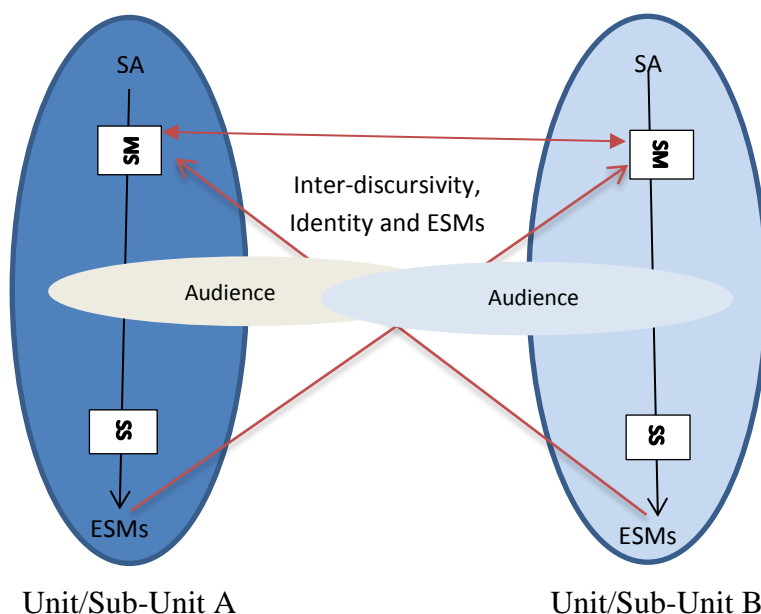 SA
SA
SM
SM
Inter-discursivity,
Identity and ESMs
Audience
Audience
SS
SS
ESMs
ESMs
Unit/Sub-Unit A
Unit/Sub-Unit B